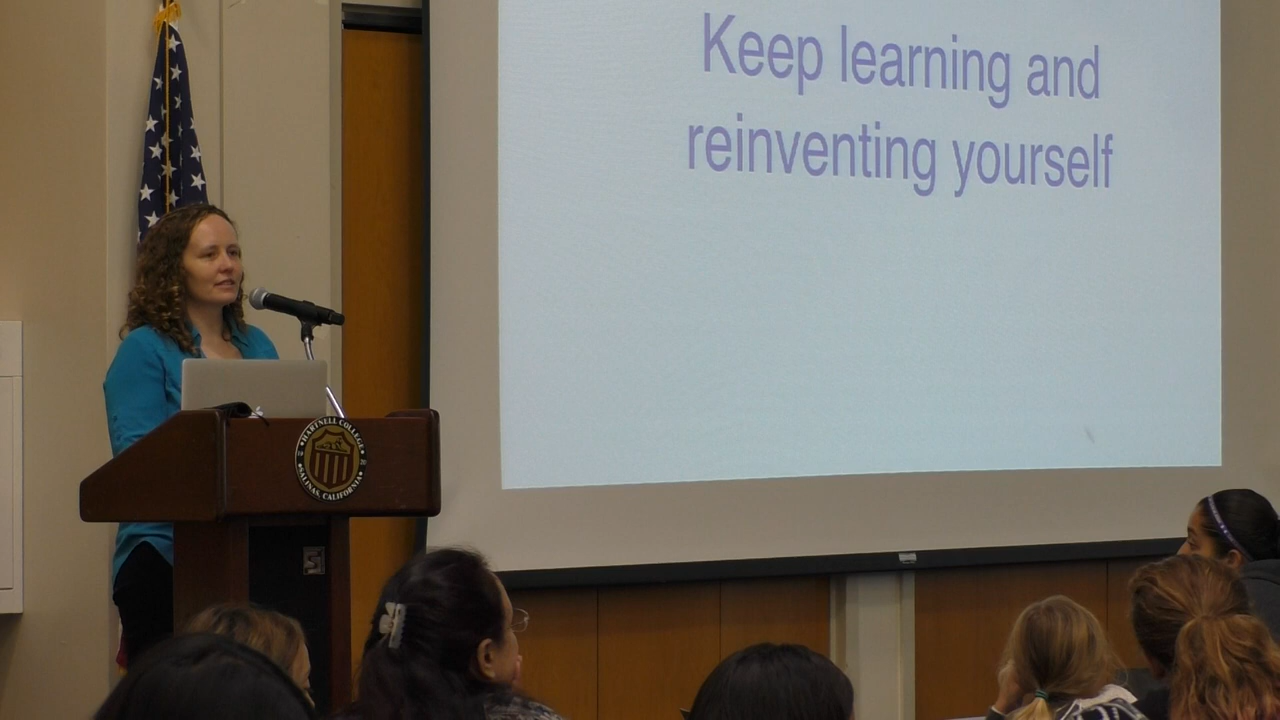 Keep learning and
reinventing yourself
HARTNELL COLLEGE
SALINAS, CALIFORNIA